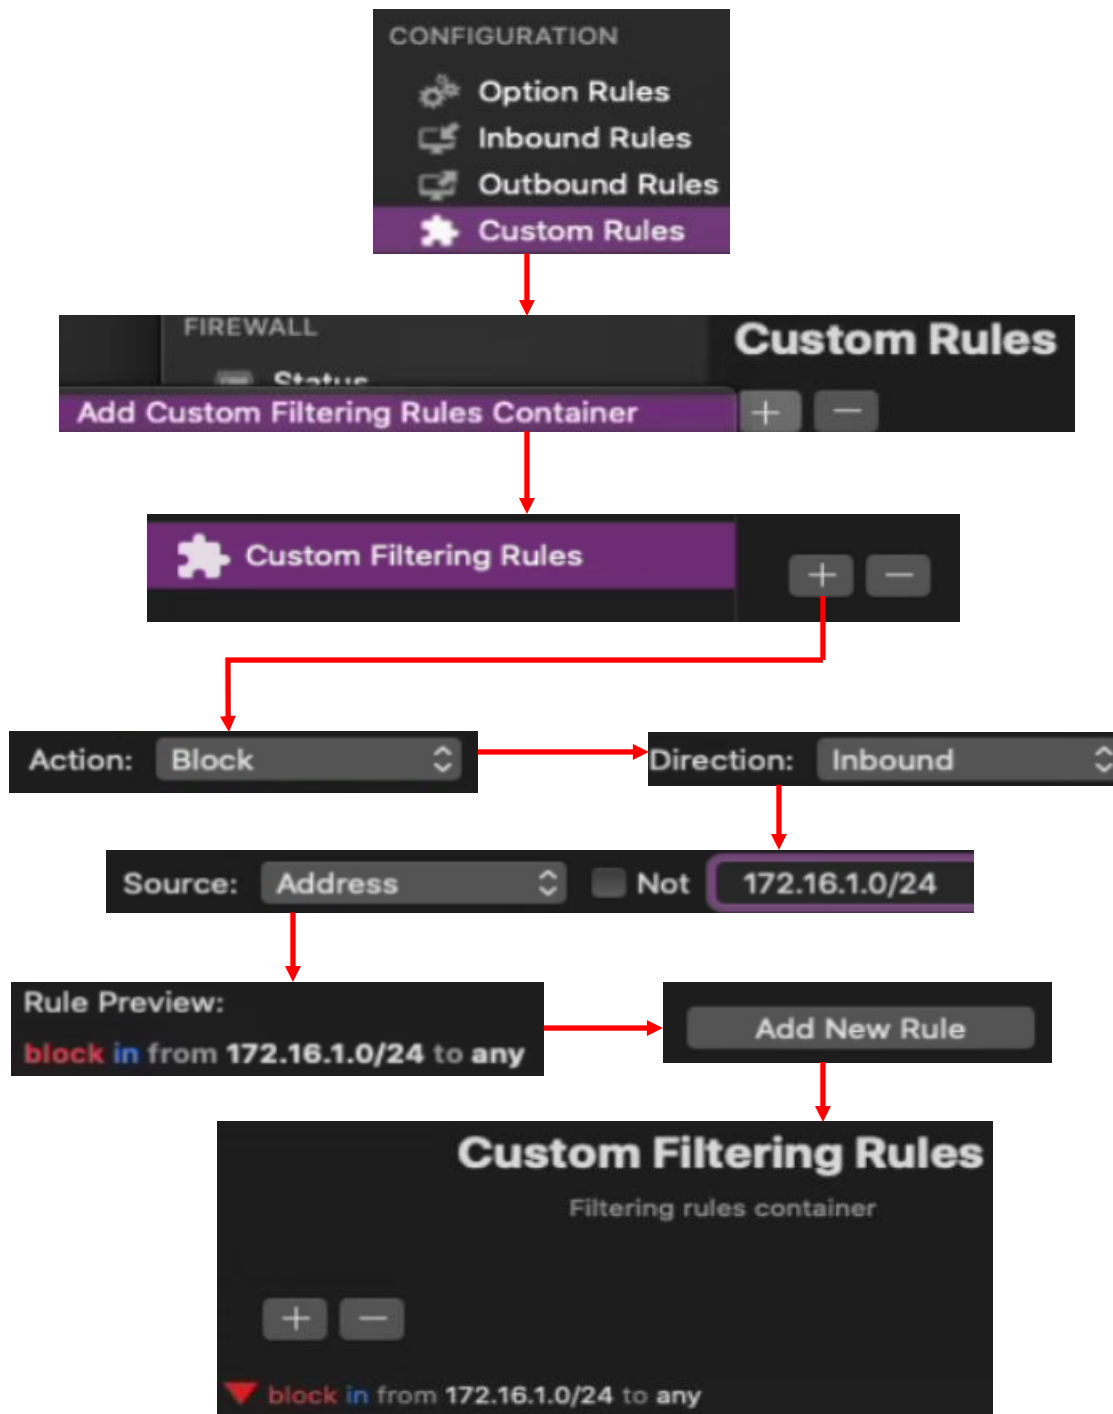 CONFIGURATION
Option Rules
Inbound Rules
Outbound Rules
Custom Rules
FIREWALL
Custom Rules
Status
Add Custom Filtering Rules Container
Custom Filtering Rules
Action: Block
Direction: Inbound
Source: Address Not 172.16.1.0/24
Rule Preview:
block in from 172.16.1.0/24 to any
Add New Rule
Custom Filtering Rules
Filtering rules container
block in from 172.16.1.0/24 to any